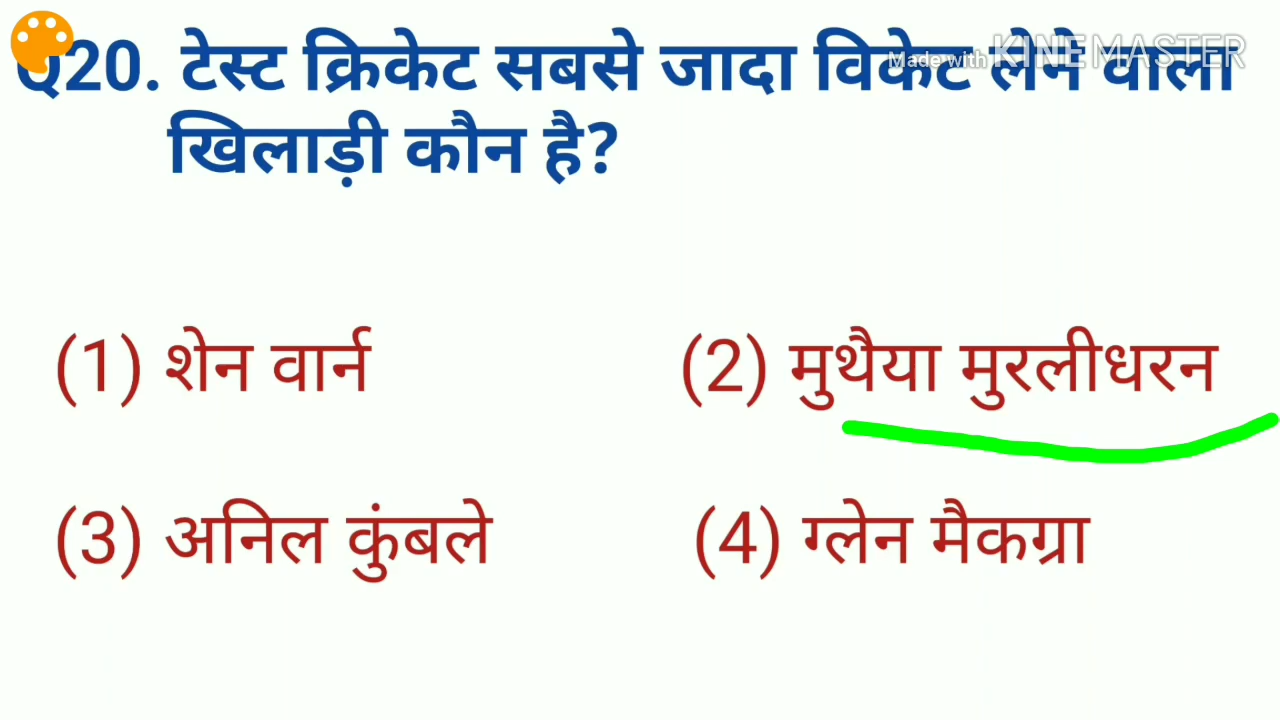 Q20. टेस्ट क्रिकेट सबसे जादा विकेट लेने वाला
Made with KINEMASTER
खिलाड़ी कौन है?
(1) शेन वार्न
(2) मुथैया मुरलीधरन
(3) अनिल कुंबले
(4) ग्लेन मैकग्रा